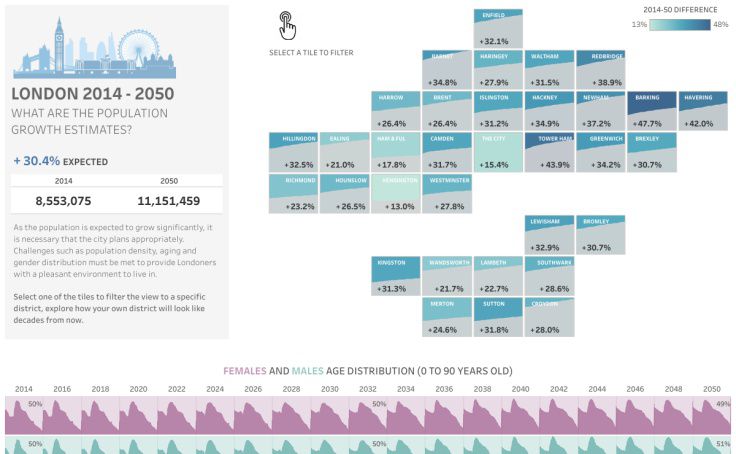 ENFIELD
2014-50 DIFFERENCE
13%
48%
+32.1%
SELECT A TILE TO FILTER
BARNET
HARINGEY
WALTHAM
REDBRIDGE
+34.8%
+27.9%
+31.5%
+38.9%
LONDON 2014 - 2050
WHAT ARE THE POPULATION
GROWTH ESTIMATES?
HARROW
BRENT
ISLINGTON
HACKNEY
NEWHAM
BARKING
HAVERING
+26.4%
+26.4%
+31.2%
+34.9%
+37.2%
+47.7%
+42.0%
HILLINGDON
EALING
HAM & FUL
CAMDEN
THE CITY
TOWER HAM
GREENWICH
BREXLEY
+32.5%
+21.0%
+17.8%
+31.7%
+15.4%
+43.9%
+34.2%
+30.7%
+ 30.4% EXPECTED
2014
2050
8,553,075
11,151,459
RICHMOND
HOUNSLOW
KENSINGTON
WESTMINSTER
+23.2%
+26.5%
+13.0%
+27.8%
As the population is expected to grow significantly, it
is necessary that the city plans appropriately.
Challenges such as population density, aging and
gender distribution must be met to provide Londoners
with a pleasant environment to live in.
Select one of the tiles to filter the view to a specific
district, explore how your own district will look like
decades from now.
LEWISHAM
BROMLEY
+32.9%
+30.7%
KINGSTON
WANDSWORTH
LAMBETH
SOUTHWARK
+31.3%
+21.7%
+22.7%
+28.6%
MERTON
SUTTON
CROYDON
+24.6%
+31.8%
+28.0%
FEMALES AND MALES AGE DISTRIBUTION (0 TO 90 YEARS OLD)
2014
2016
2018
2020
2022
2024
2026
2028
2030
2032
2034
2036
2038
2040
2042
2044
2046
2048
2050
50%
50%
49%
50%
50%
51%